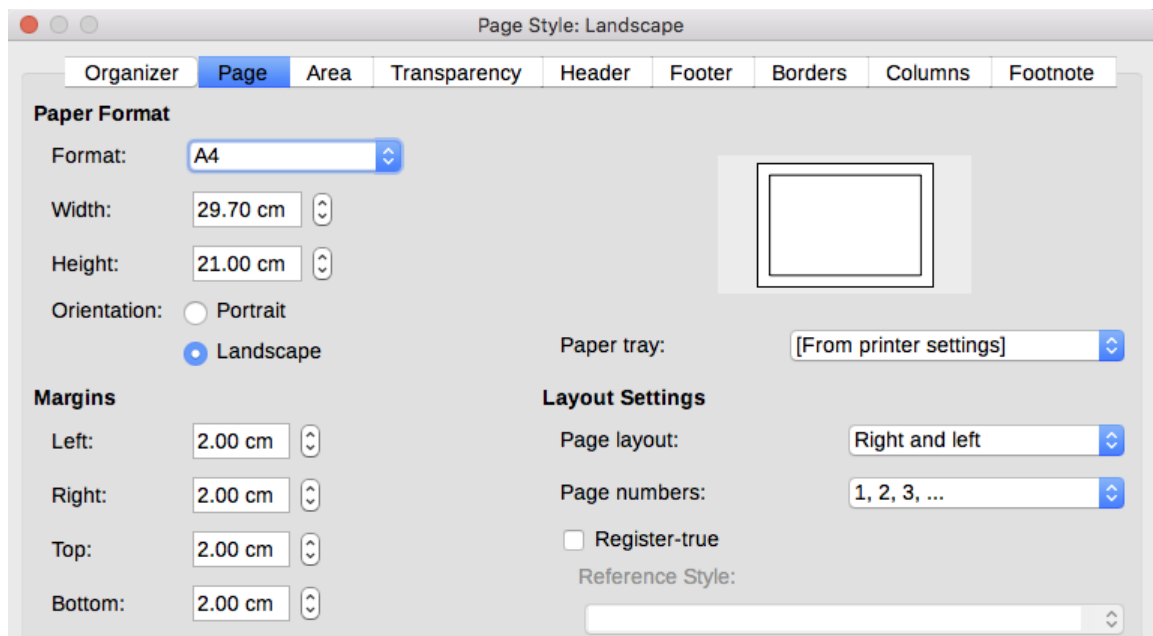 Page Style: Landscape
Organizer Page Area Transparency Header Footer Borders Columns Footnote
Paper Format
Format: A4
Width: 29.70 cm
Height: 21.00 cm
Orientation: Portrait
Landscape
Paper tray: [From printer settings]
Margins
Left: 2.00 cm
Right: 2.00 cm
Top: 2.00 cm
Bottom: 2.00 cm
Layout Settings
Page layout: Right and left
Page numbers: 1, 2, 3, ...
Register-true
Reference Style: